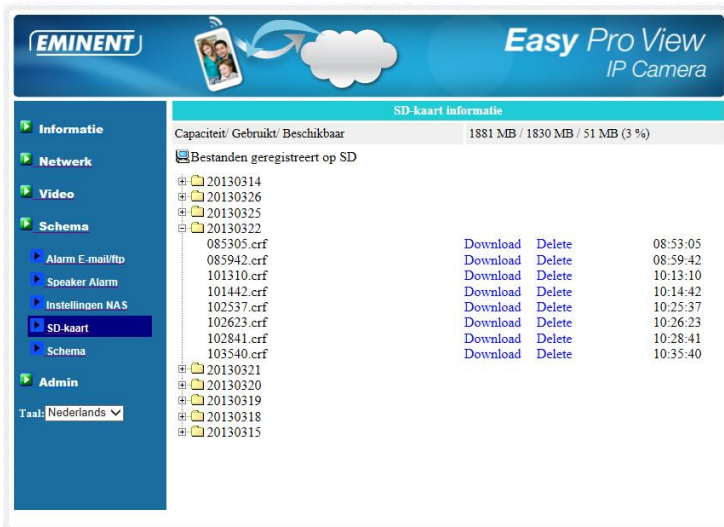 EMINENT
Easy Pro View
IP Camera
Informatie
Netwerk
Video
Schema
Alarm E-mail/ftp
Speaker Alarm
Instellingen NAS
SD-kaart
Schema
Admin
Taal: Nederlands
SD-kaart informatie
Capaciteit/ Gebruikt/ Beschikbaar 1881 MB / 1830 MB / 51 MB (3 %)
Bestanden geregistreert op SD
20130314
20130326
20130325
20130322
085305.crf Download Delete 08:53:05
085942.crf Download Delete 08:59:42
101310.crf Download Delete 10:13:10
101442.crf Download Delete 10:14:42
102537.crf Download Delete 10:25:37
102623.crf Download Delete 10:26:23
102841.crf Download Delete 10:28:41
103540.crf Download Delete 10:35:40
20130321
20130320
20130319
20130318
20130315